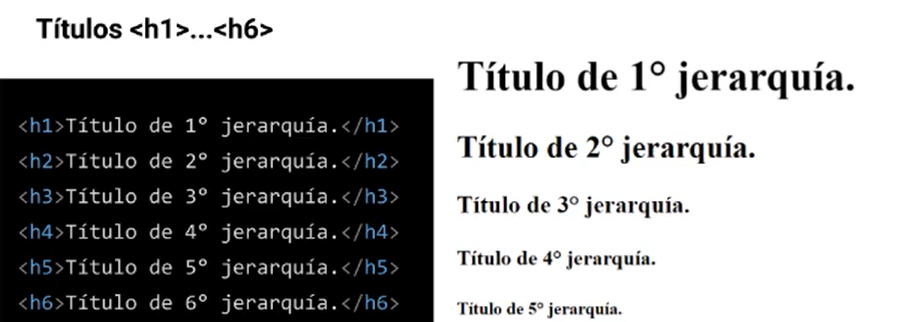 Títulos <h1>...<h6>
<h1>Título de 1° jerarquía.</h1>
<h2>Título de 2° jerarquía.</h2>
<h3>Título de 3° jerarquía.</h3>
<h4>Título de 4° jerarquía.</h4>
<h5>Título de 5° jerarquía.</h5>
<h6>Título de 6° jerarquía.</h6>
Título de 1° jerarquía.
Título de 2° jerarquía.
Título de 3° jerarquía.
Título de 4° jerarquía.
Título de 5° jerarquía.